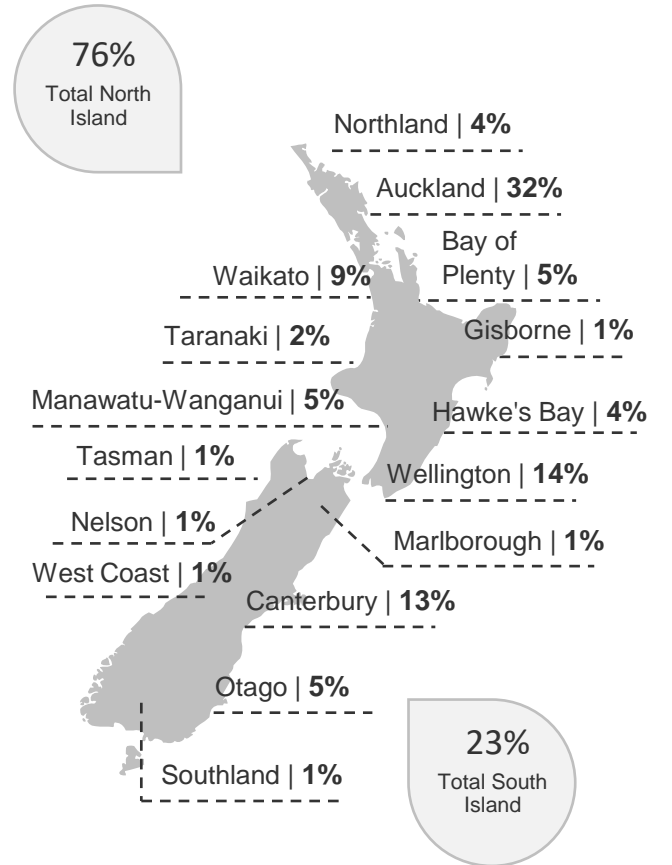 76%
Total North
Island
Northland | 4%
Auckland | 32%
Bay of
Plenty | 5%
Waikato | 9%
Gisborne | 1%
Taranaki | 2%
Manawatu-Wanganui | 5%
Hawke's Bay | 4%
Tasman | 1%
Wellington | 14%
Nelson | 1%
Marlborough | 1%
West Coast | 1%
Canterbury | 13%
Otago | 5%
Southland | 1%
23%
Total South
Island